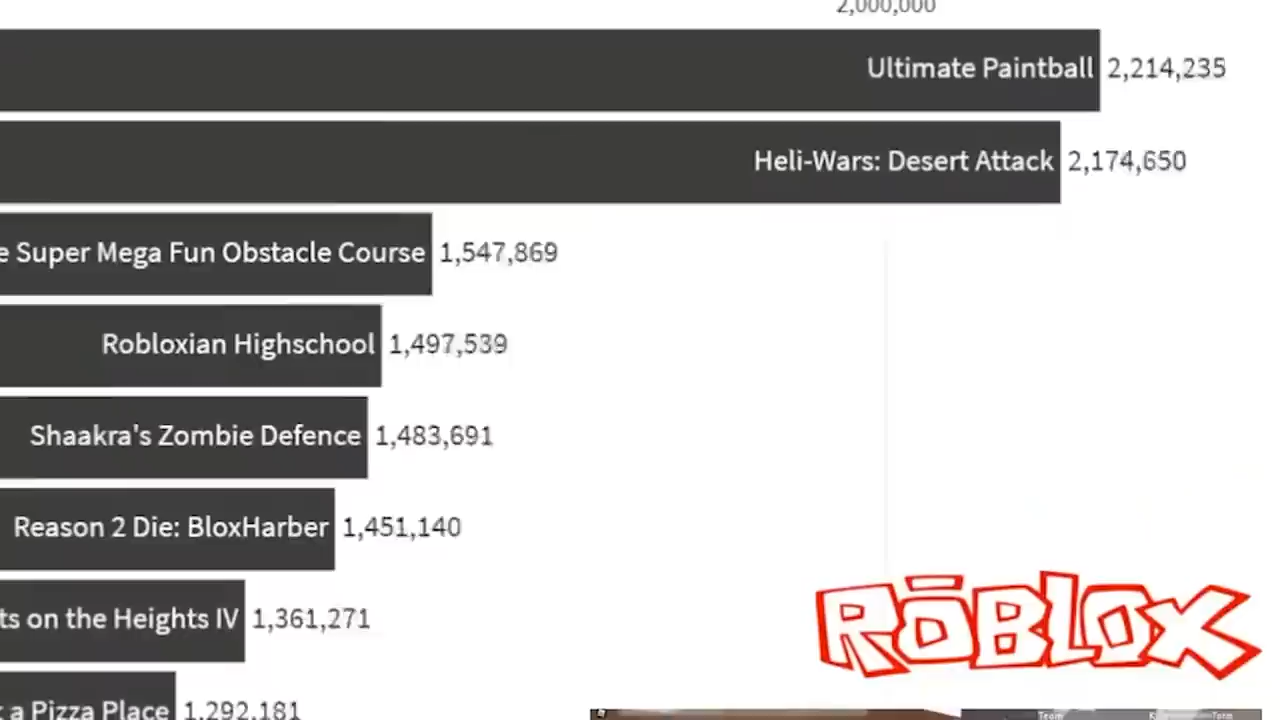 2,000,000
Ultimate Paintball 2,214,235
Heli-Wars: Desert Attack 2,174,650
e Super Mega Fun Obstacle Course 1,547,869
Robloxian Highschool 1,497,539
Shaakra's Zombie Defence 1,483,691
Reason 2 Die: BloxHarber 1,451,140
ts on the Heights IV 1,361,271
ROBLOX
a Pizza Place 1,292,181
Team